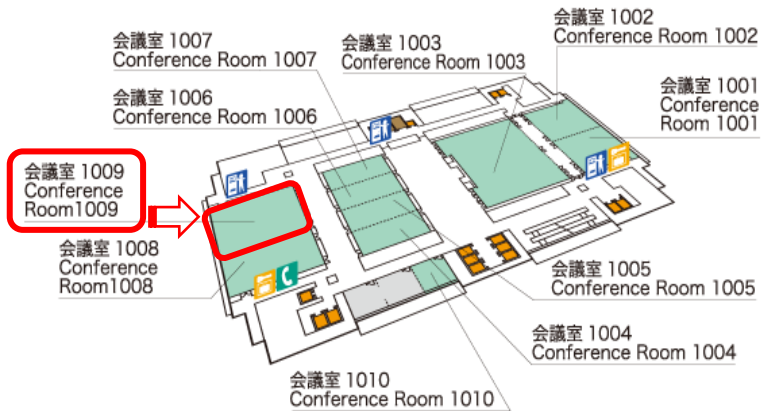 会議室 1002
Conference Room 1002
会議室 1007
Conference Room 1007
会議室 1003
Conference Room 1003
会議室 1001
Conference
Room 1001
会議室 1006
Conference Room 1006
会議室 1009
Conference
Room1009
会議室 1008
Conference
Room1008
会議室 1005
Conference Room 1005
会議室 1004
Conference Room 1004
会議室 1010
Conference Room 1010